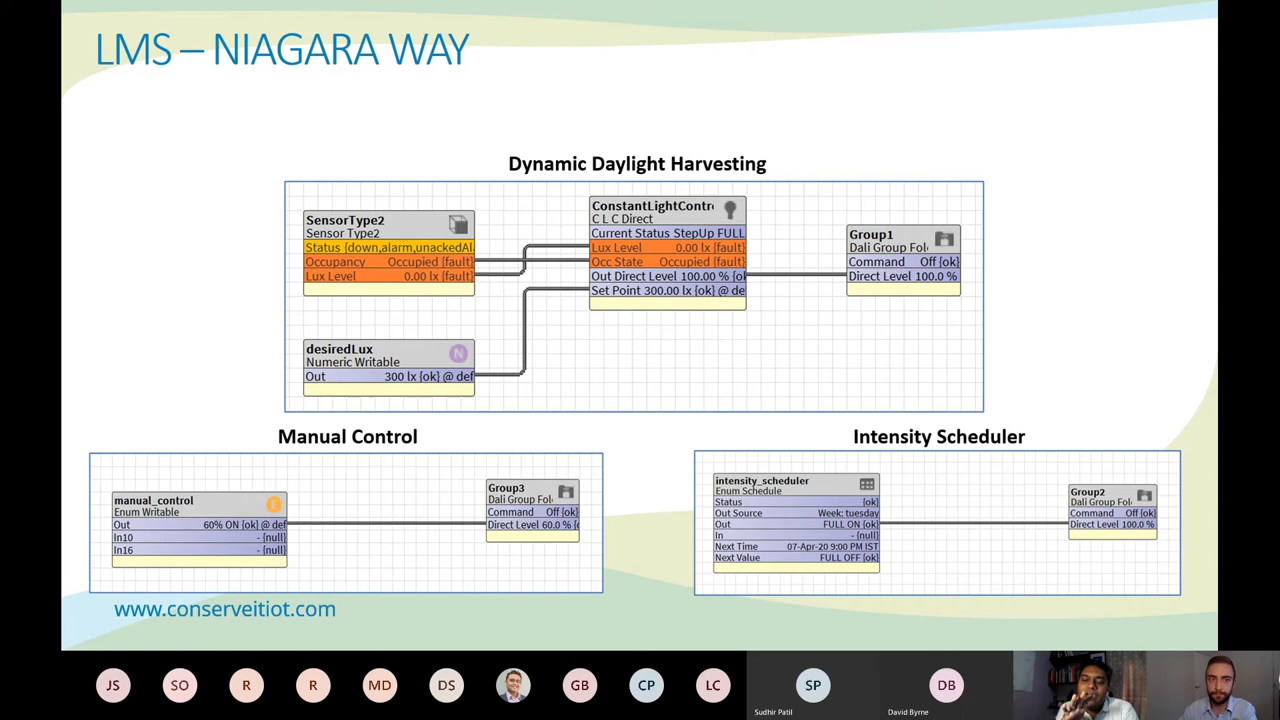 LMS – NIAGARA WAY
Dynamic Daylight Harvesting
SensorType2
Sensor Type2
Status {down,alarm,unackedAl
Occupancy Occupied {fault}
Lux Level 0.00 lx {fault}
ConstantLightContr
C L C Direct
Current Status StepUp FULL
Lux Level 0.00 lx {fault}
Occ State Occupied {fault}
Out Direct Level 100.00 % {ok
Set Point 300.00 lx {ok} @ de
Group1
Dali Group Fol
Command Off {ok}
Direct Level 100.0 %
desiredLux
Numeric Writable
N
Out 300 lx {ok} @ def
Manual Control
manual_control
Enum Writable
E
Out 60% ON {ok} @ def
In10 - {null}
In16 - {null}
Group3
Dali Group Fol
Command Off {ok}
Direct Level 60.0 % {o
Intensity Scheduler
intensity_scheduler
Enum Schedule
Status {ok}
Out Source Week: tuesday
Out FULL ON {ok}
In - {null}
Next Time 07-Apr-20 9:00 PM IST
Next Value FULL OFF {ok}
Group2
Dali Group Fol
Command Off {ok}
Direct Level 100.0 %
www.conserveitiot.com
JS SO R R MD DS GB CP LC SP DB
Sudhir Patil
David Byrne